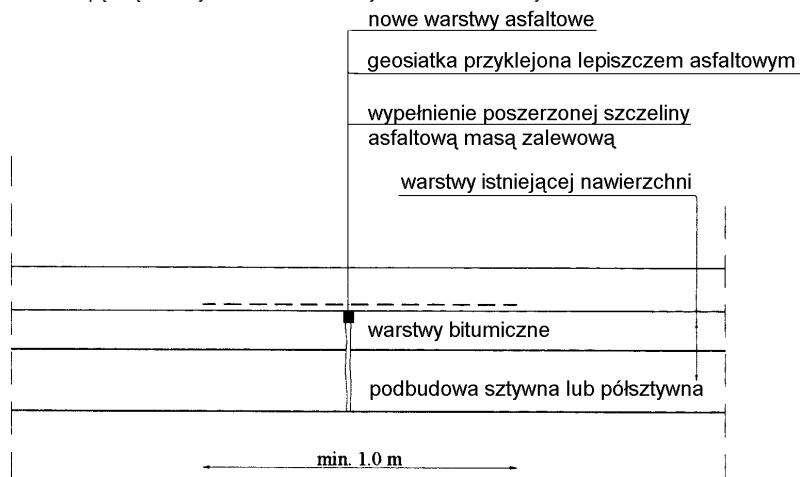 nowe warstwy asfaltowe
geosiatka przyklejona lepiszczem asfaltowym
wypełnienie poszerzonej szczeliny
asfaltową masą zalewową
warstwy istniejącej nawierzchni
warstwy bitumiczne
podbudowa sztywna lub półsztywna
min. 1.0 m